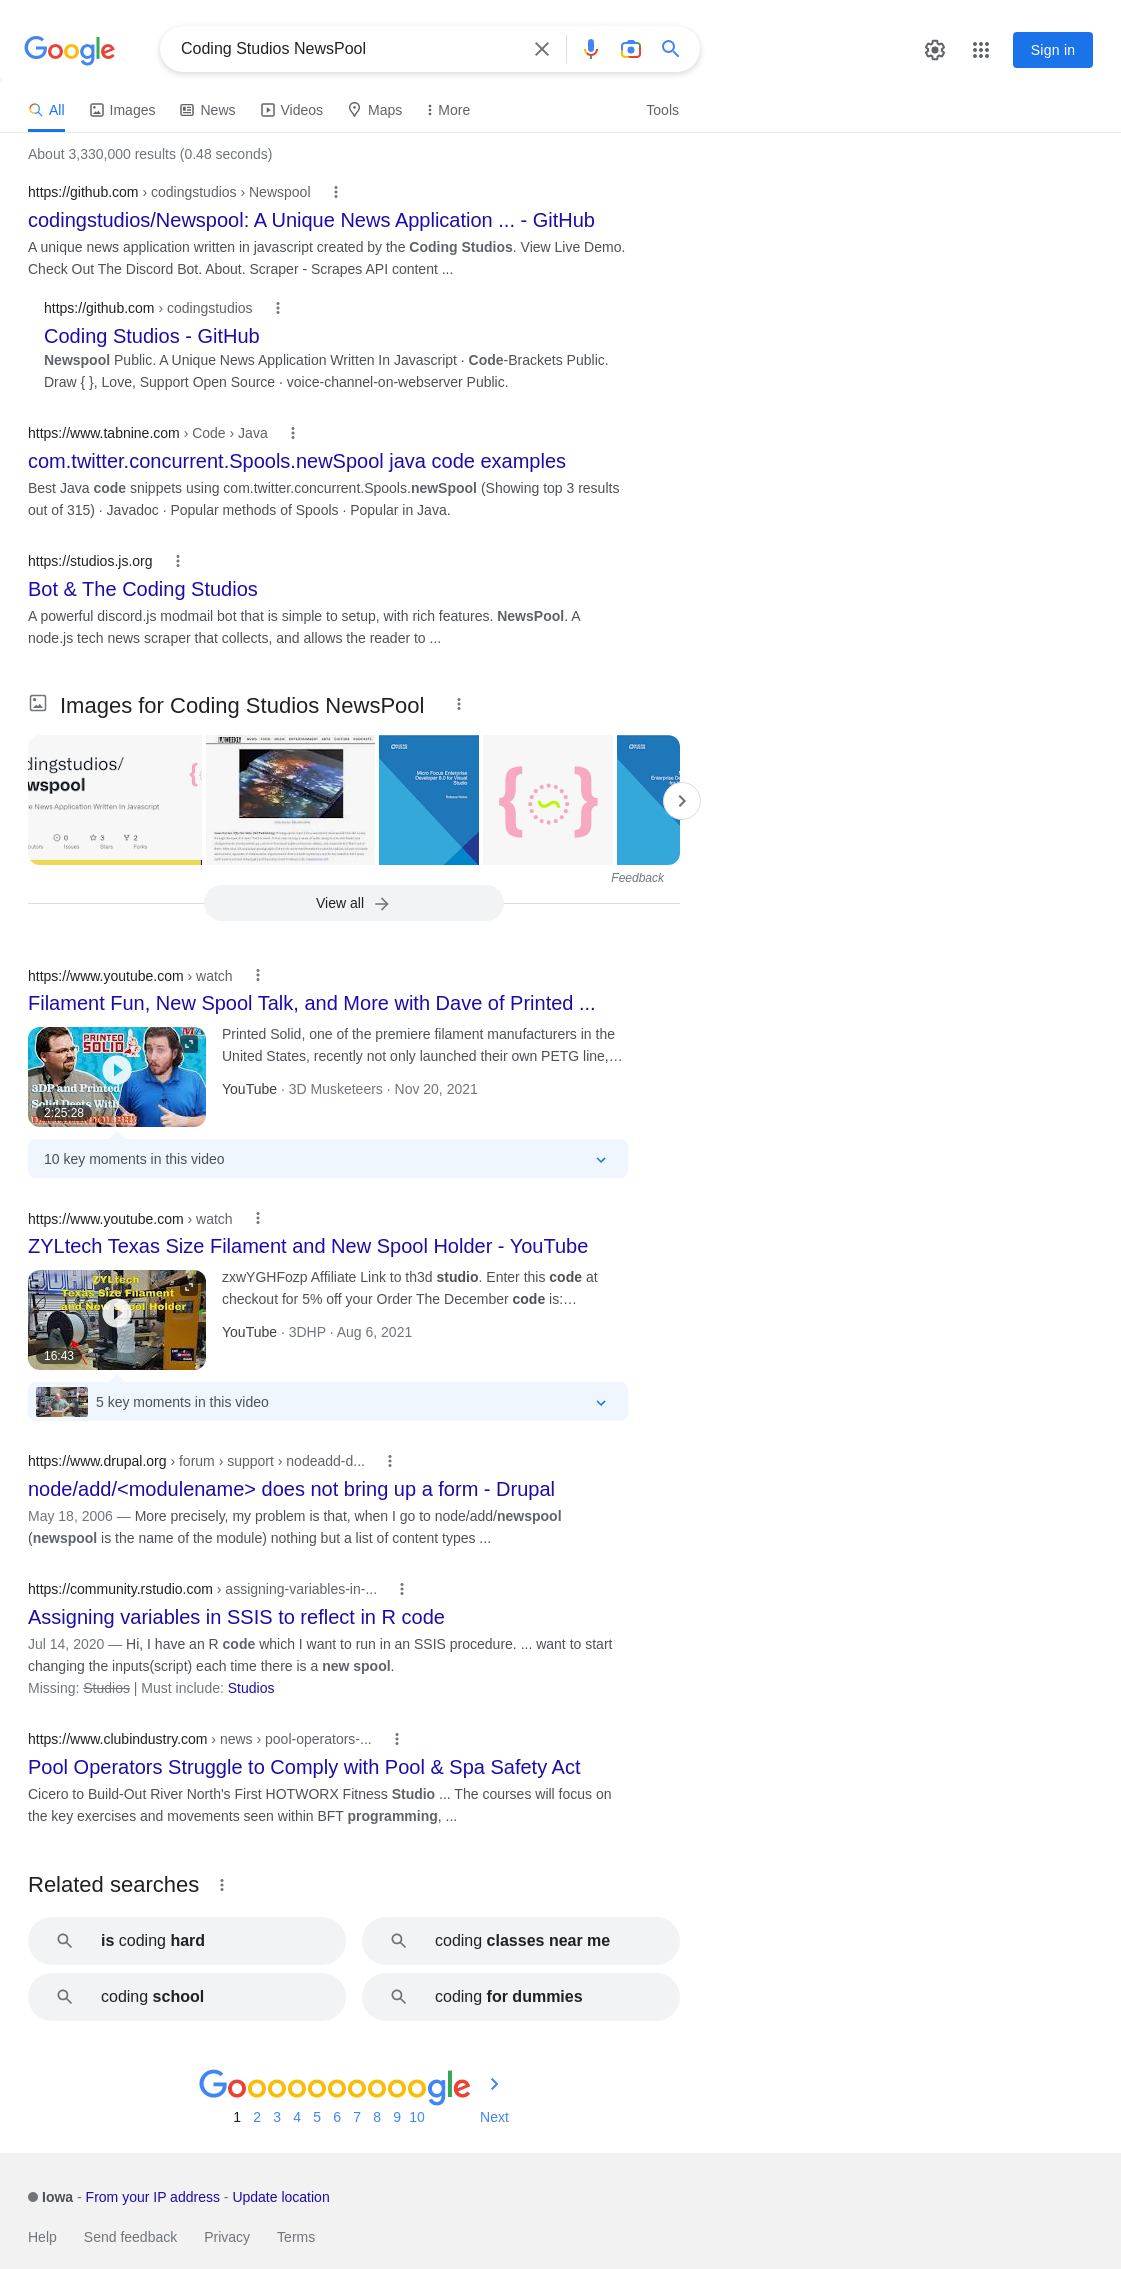 Google
Coding Studios NewsPool
Sign in
All
Images
News
Videos
Maps
More
Tools
About 3,330,000 results (0.48 seconds)
https://github.com › codingstudios › Newspool
codingstudios/Newspool: A Unique News Application ... - GitHub
A unique news application written in javascript created by the Coding Studios. View Live Demo.
Check Out The Discord Bot. About. Scraper - Scrapes API content ...
https://github.com › codingstudios
Coding Studios - GitHub
Newspool Public. A Unique News Application Written In Javascript · Code-Brackets Public.
Draw { }, Love, Support Open Source · voice-channel-on-webserver Public.
https://www.tabnine.com › Code › Java
com.twitter.concurrent.Spools.newSpool java code examples
Best Java code snippets using com.twitter.concurrent.Spools.newSpool (Showing top 3 results
out of 315) · Javadoc · Popular methods of Spools · Popular in Java.
https://studios.js.org
Bot & The Coding Studios
A powerful discord.js modmail bot that is simple to setup, with rich features. NewsPool. A
node.js tech news scraper that collects, and allows the reader to ...
Images for Coding Studios NewsPool
dingstudios/
wspool
e News Application Written In Javascript
0
3
2
utors
Issues
Stars
Forks
Micro Focus Enterprise
Developer 6.0 for Visual
Studio
Release Notes
Feedback
View all
https://www.youtube.com › watch
Filament Fun, New Spool Talk, and More with Dave of Printed ...
PRINTED
SOLID
3DP and Printed
Solid Deets With
2:25:28
Printed Solid, one of the premiere filament manufacturers in the
United States, recently not only launched their own PETG line,…
YouTube · 3D Musketeers · Nov 20, 2021
10 key moments in this video
https://www.youtube.com › watch
ZYLtech Texas Size Filament and New Spool Holder - YouTube
ZYLtech
Texas Size Filament
and New Spool Holder
16:43
zxwYGHFozp Affiliate Link to th3d studio. Enter this code at
checkout for 5% off your Order The December code is:…
YouTube · 3DHP · Aug 6, 2021
5 key moments in this video
https://www.drupal.org › forum › support › nodeadd-d...
node/add/<modulename> does not bring up a form - Drupal
May 18, 2006 — More precisely, my problem is that, when I go to node/add/newspool
(newspool is the name of the module) nothing but a list of content types ...
https://community.rstudio.com › assigning-variables-in-...
Assigning variables in SSIS to reflect in R code
Jul 14, 2020 — Hi, I have an R code which I want to run in an SSIS procedure. ... want to start
changing the inputs(script) each time there is a new spool.
Missing: Studios | Must include: Studios
https://www.clubindustry.com › news › pool-operators-...
Pool Operators Struggle to Comply with Pool & Spa Safety Act
Cicero to Build-Out River North's First HOTWORX Fitness Studio ... The courses will focus on
the key exercises and movements seen within BFT programming, ...
Related searches
is coding hard
coding classes near me
coding school
coding for dummies
Goooooooooogle
1 2 3 4 5 6 7 8 9 10 Next
Iowa - From your IP address - Update location
Help
Send feedback
Privacy
Terms